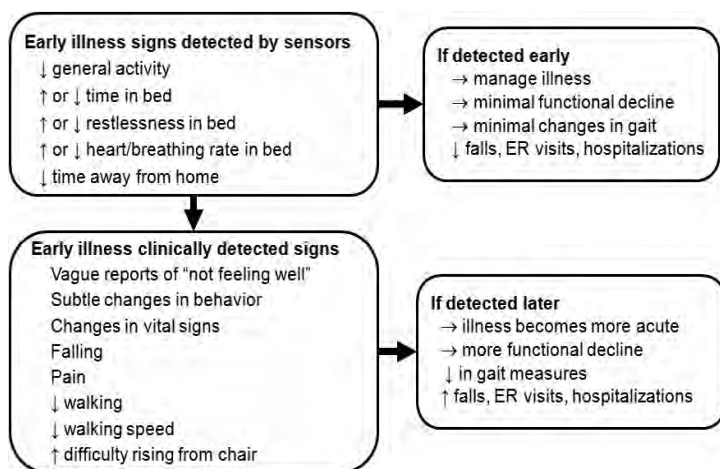 Early illness signs detected by sensors
↓ general activity
↑ or ↓ time in bed
↑ or ↓ restlessness in bed
↑ or ↓ heart/breathing rate in bed
↓ time away from home
If detected early
→ manage illness
→ minimal functional decline
→ minimal changes in gait
↓ falls, ER visits, hospitalizations
Early illness clinically detected signs
Vague reports of “not feeling well”
Subtle changes in behavior
Changes in vital signs
Falling
Pain
↓ walking
↓ walking speed
↑ difficulty rising from chair
If detected later
→ illness becomes more acute
→ more functional decline
↓ in gait measures
↑ falls, ER visits, hospitalizations